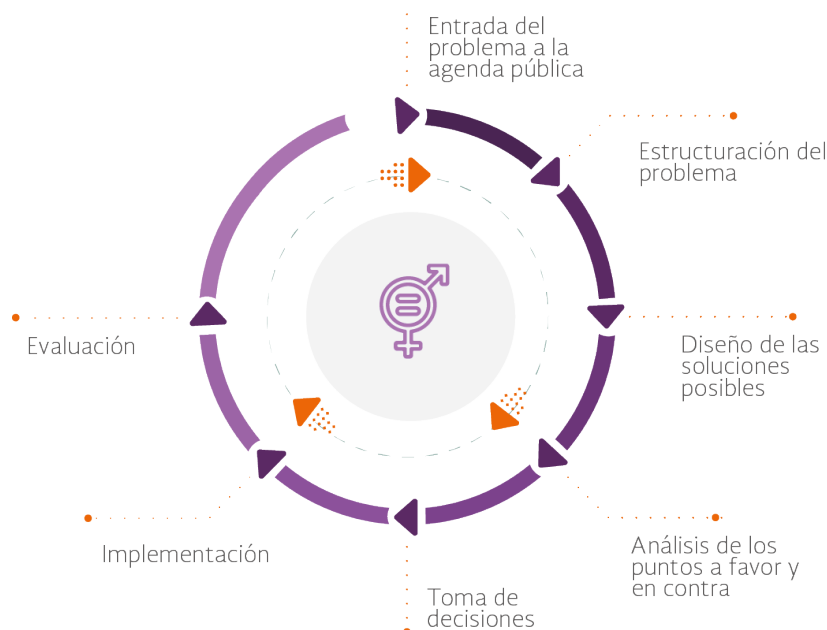 Entrada del
problema a la
agenda pública
Estructuración del
problema
Diseño de las
soluciones
posibles
Análisis de los
puntos a favor y
en contra
Toma de
decisiones
Implementación
Evaluación